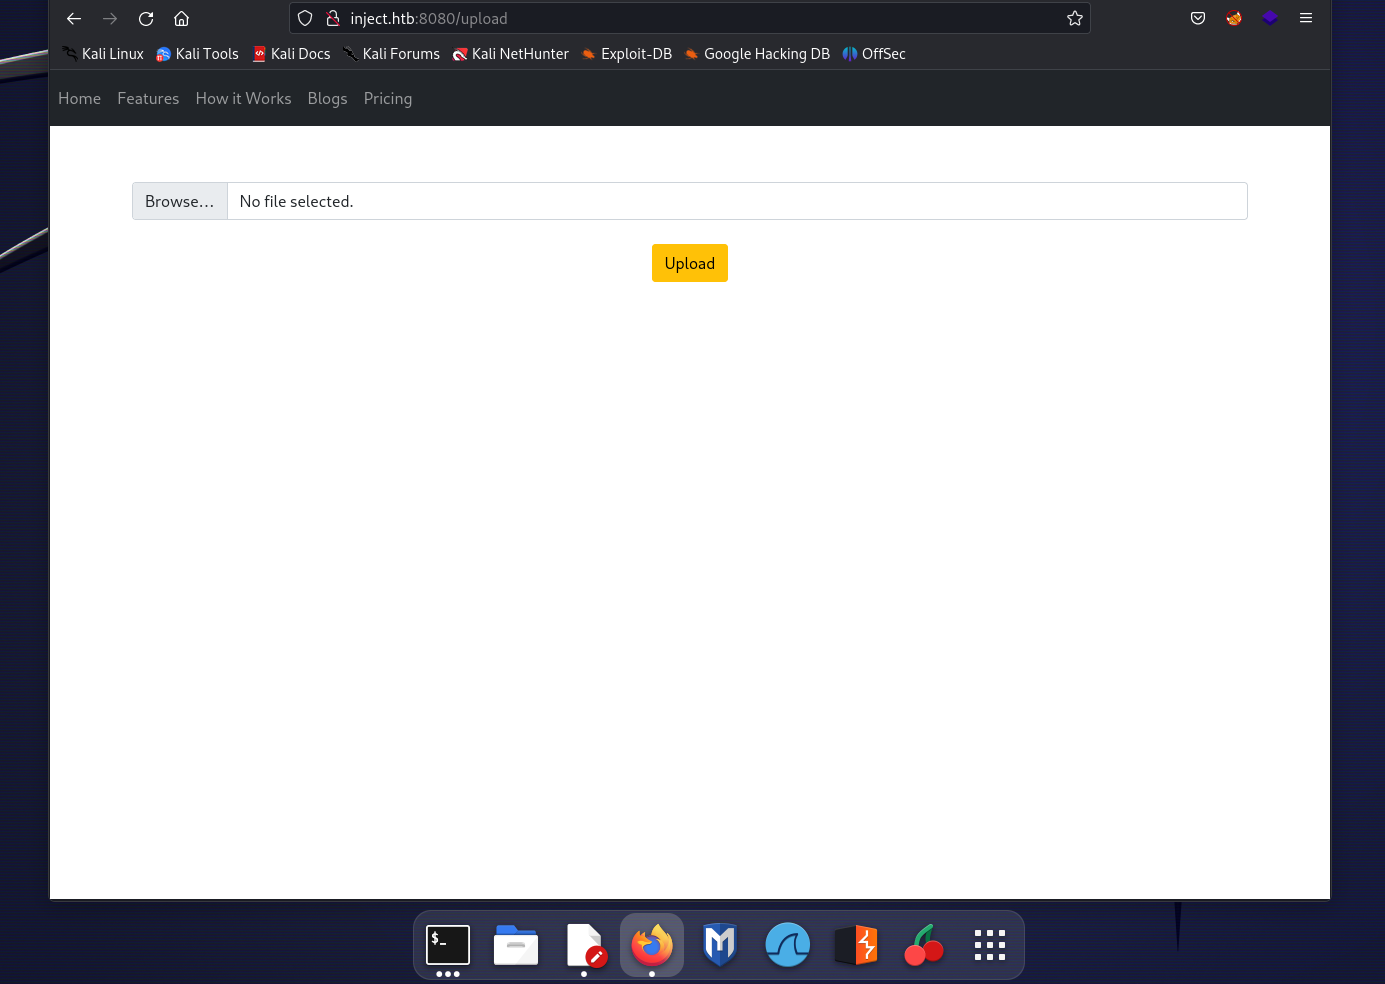 inject.htb:8080/upload
Kali Linux Kali Tools Kali Docs Kali Forums Kali NetHunter Exploit-DB Google Hacking DB OffSec
Home Features How it Works Blogs Pricing
Browse... No file selected.
Upload
$_